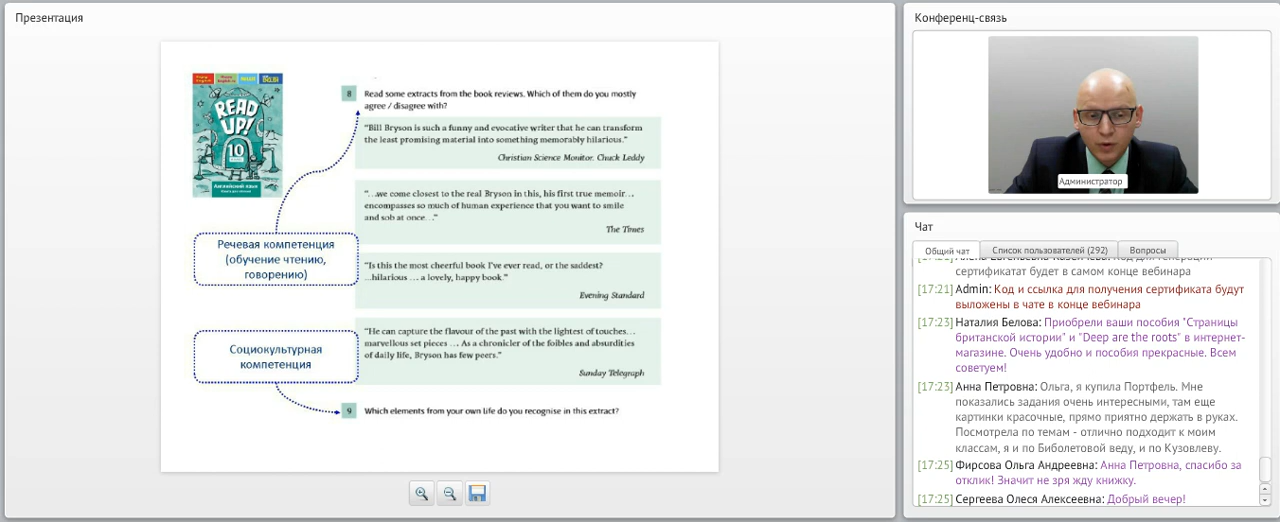 Презентация
READ
UP!
10
Английский язык
8 Read some extracts from the book reviews. Which of them do you mostly
agree / disagree with?
"Bill Bryson is such a funny and evocative writer that he can transform
the least promising material into something memorably hilarious."
Christian Science Monitor. Chuck Leddy
"…we come closest to the real Bryson in this, his first true memoir…
encompasses so much of human experience that you want to smile
and sob at once…"
The Times
"Is this the most cheerful book I've ever read, or the saddest?
…hilarious … a lovely, happy book."
Evening Standard
"He can capture the flavour of the past with the lightest of touches…
marvellous set pieces … As a chronicler of the foibles and absurdities
of daily life, Bryson has few peers."
Sunday Telegraph
9 Which elements from your own life do you recognise in this extract?
Речевая компетенция
(обучение чтению,
говорению)
Социокультурная
компетенция
Конференц-связь
Администратор
Чат
Общий чат
Список пользователей (292)
Вопросы
сертификатат будет в самом конце вебинара
[17:21] Admin: Код и ссылка для получения сертификата будут
выложены в чате в конце вебинара
[17:23] Наталия Белова: Приобрели ваши пособия "Страницы
британской истории" и "Deep are the roots" в интернет-
магазине. Очень удобно и пособия прекрасные. Всем
советуем!
[17:23] Анна Петровна: Ольга, я купила Портфель. Мне
показались задания очень интересными, там еще
картинки красочные, прямо приятно держать в руках.
Посмотрела по темам - отлично подходит к моим
классам, я и по Биболетовой веду, и по Кузовлеву.
[17:25] Фирсова Ольга Андреевна: Анна Петровна, спасибо за
отклик! Значит не зря жду книжку.
[17:25] Сергеева Олеся Алексеевна: Добрый вечер!